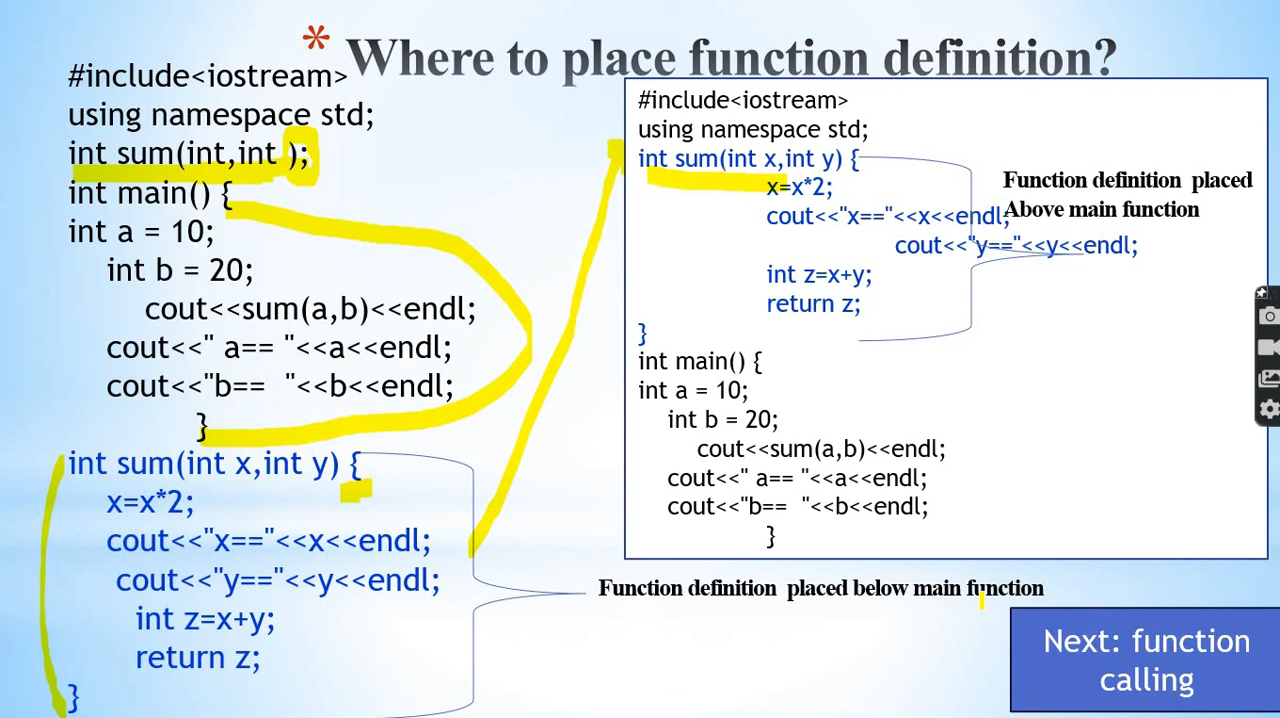 * Where to place function definition?
#include<iostream>
using namespace std;
int sum(int,int );
int main() {
int a = 10;
int b = 20;
cout<<sum(a,b)<<endl;
cout<<" a== "<<a<<endl;
cout<<"b==  "<<b<<endl;
}
int sum(int x,int y) {
x=x*2;
cout<<"x=="<<x<<endl;
cout<<"y=="<<y<<endl;
int z=x+y;
return z;
}
#include<iostream>
using namespace std;
int sum(int x,int y) {
x=x*2;
cout<<"x=="<<x<<endl;
cout<<"y=="<<y<<endl;
int z=x+y;
return z;
}
int main() {
int a = 10;
int b = 20;
cout<<sum(a,b)<<endl;
cout<<" a== "<<a<<endl;
cout<<"b==  "<<b<<endl;
}
Function definition  placed
Above main function
Function definition  placed below main function
Next: function
calling